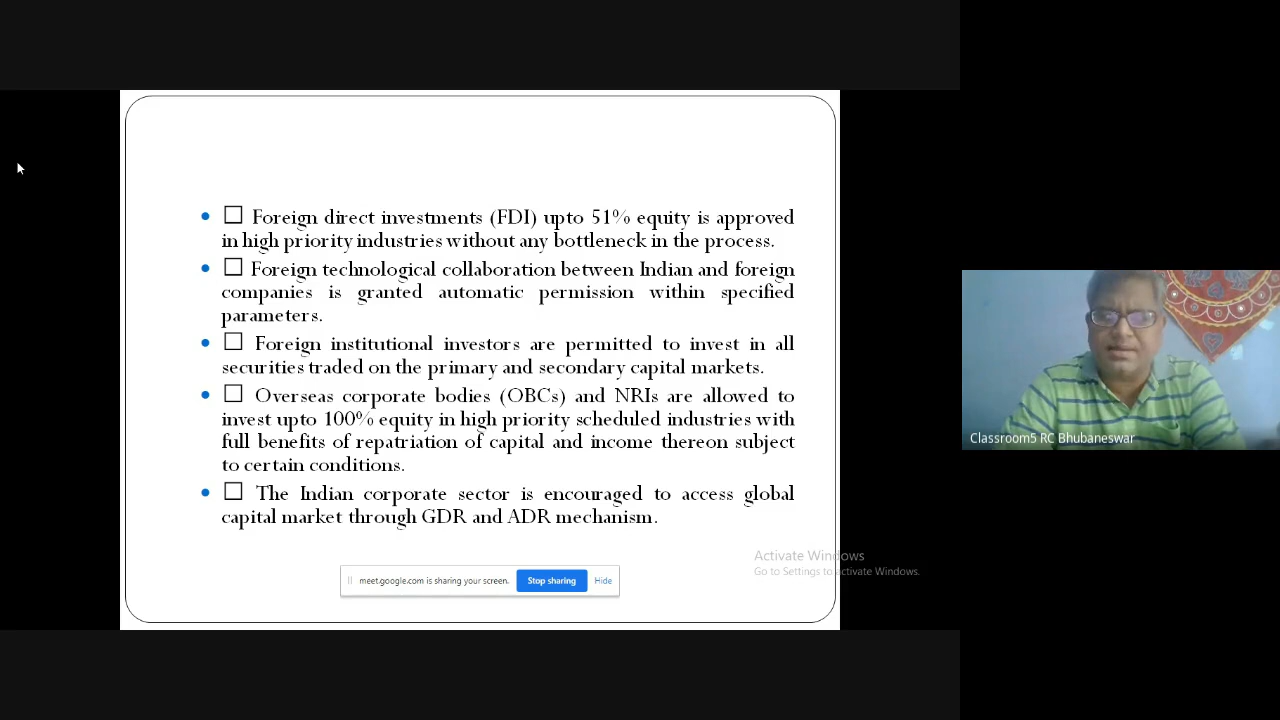 Foreign direct investments (FDI) upto 51% equity is approved
in high priority industries without any bottleneck in the process.
Foreign technological collaboration between Indian and foreign
companies is granted automatic permission within specified
parameters.
Foreign institutional investors are permitted to invest in all
securities traded on the primary and secondary capital markets.
Overseas corporate bodies (OBCs) and NRIs are allowed to
invest upto 100% equity in high priority scheduled industries with
full benefits of repatriation of capital and income thereon subject
to certain conditions.
The Indian corporate sector is encouraged to access global
capital market through GDR and ADR mechanism.
meet.google.com is sharing your screen. Stop sharing Hide
Activate Windows
Go to Settings to activate Windows.
Classroom5 RC Bhubaneswar